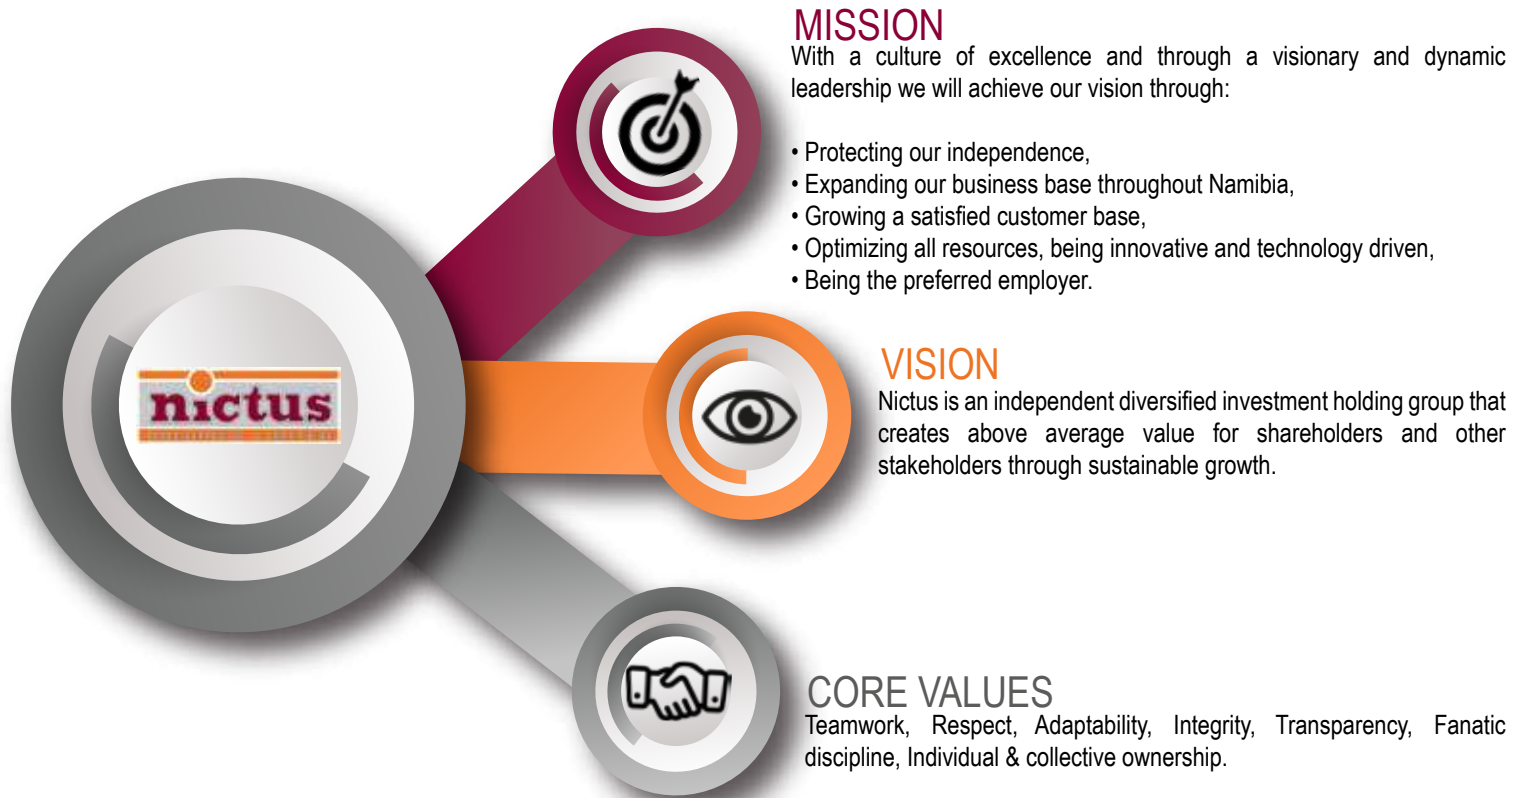 MISSION
With a culture of excellence and through a visionary and dynamic
leadership we will achieve our vision through:
• Protecting our independence,
• Expanding our business base throughout Namibia,
• Growing a satisfied customer base,
• Optimizing all resources, being innovative and technology driven,
• Being the preferred employer.
nictus
VISION
Nictus is an independent diversified investment holding group that
creates above average value for shareholders and other
stakeholders through sustainable growth.
CORE VALUES
Teamwork, Respect, Adaptability, Integrity, Transparency, Fanatic
discipline, Individual & collective ownership.